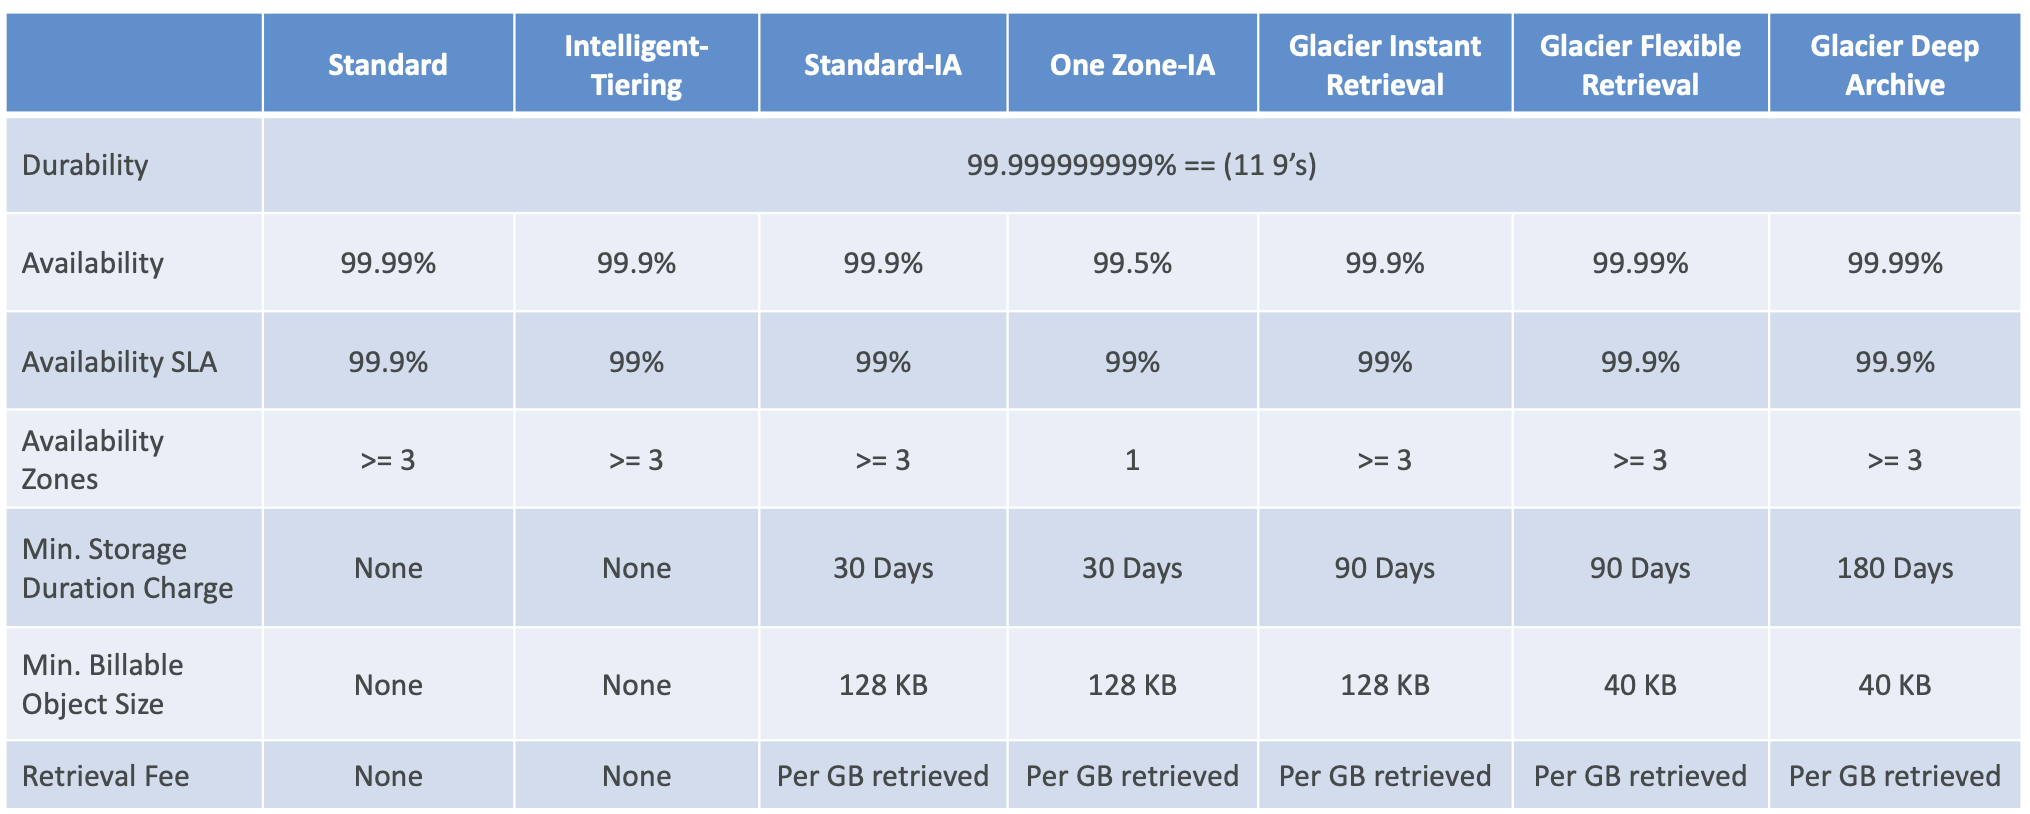 Standard
Intelligent-
Tiering
Standard-IA
One Zone-IA
Glacier Instant
Retrieval
Glacier Flexible
Retrieval
Glacier Deep
Archive
Durability
99.999999999% == (11 9’s)
Availability
99.99%
99.9%
99.9%
99.5%
99.9%
99.99%
99.99%
Availability SLA
99.9%
99%
99%
99%
99%
99.9%
99.9%
Availability
Zones
>= 3
>= 3
>= 3
1
>= 3
>= 3
>= 3
Min. Storage
Duration Charge
None
None
30 Days
30 Days
90 Days
90 Days
180 Days
Min. Billable
Object Size
None
None
128 KB
128 KB
128 KB
40 KB
40 KB
Retrieval Fee
None
None
Per GB retrieved
Per GB retrieved
Per GB retrieved
Per GB retrieved
Per GB retrieved